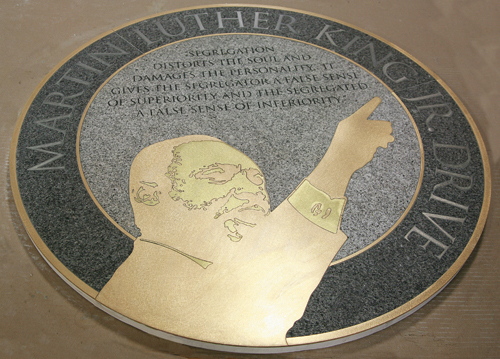 MARTIN LUTHER KING JR. DRIVE
"SEGREGATION
DISTORTS THE SOUL AND
DAMAGES THE PERSONALITY. IT
GIVES THE SEGREGATOR A FALSE SENSE
OF SUPERIORITY AND THE SEGREGATED
A FALSE SENSE OF INFERIORITY."